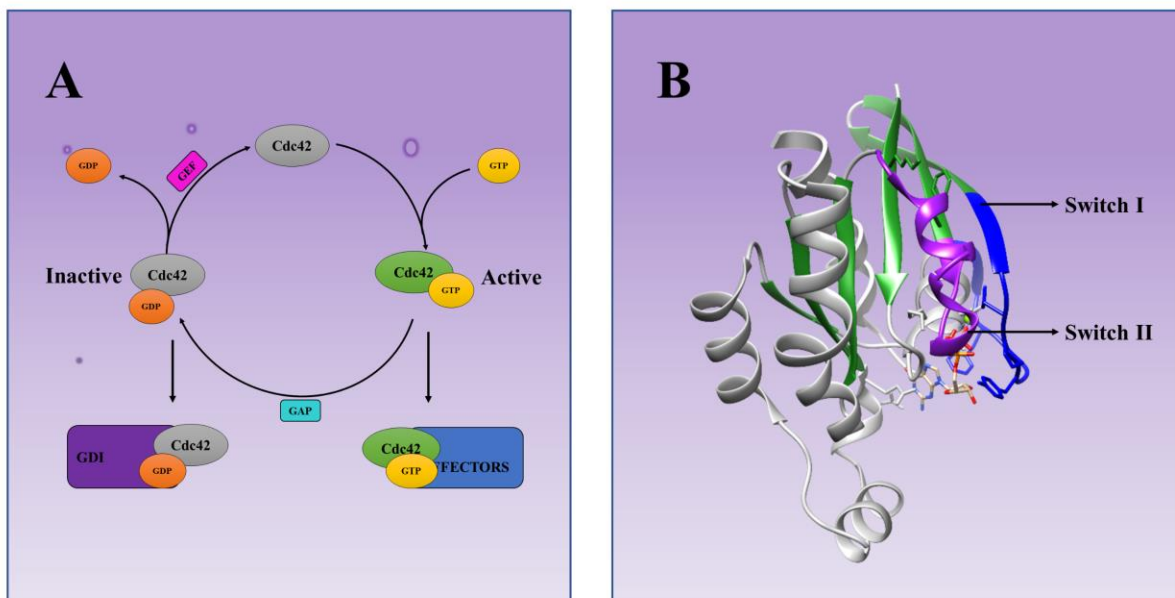 A
Cdc42
GDP
GEF
GTP
Inactive
Cdc42
GDP
Cdc42
GTP
Active
GAP
GDI
Cdc42
GDP
Cdc42
GTP
FFECTORS
B
Switch I
Switch II